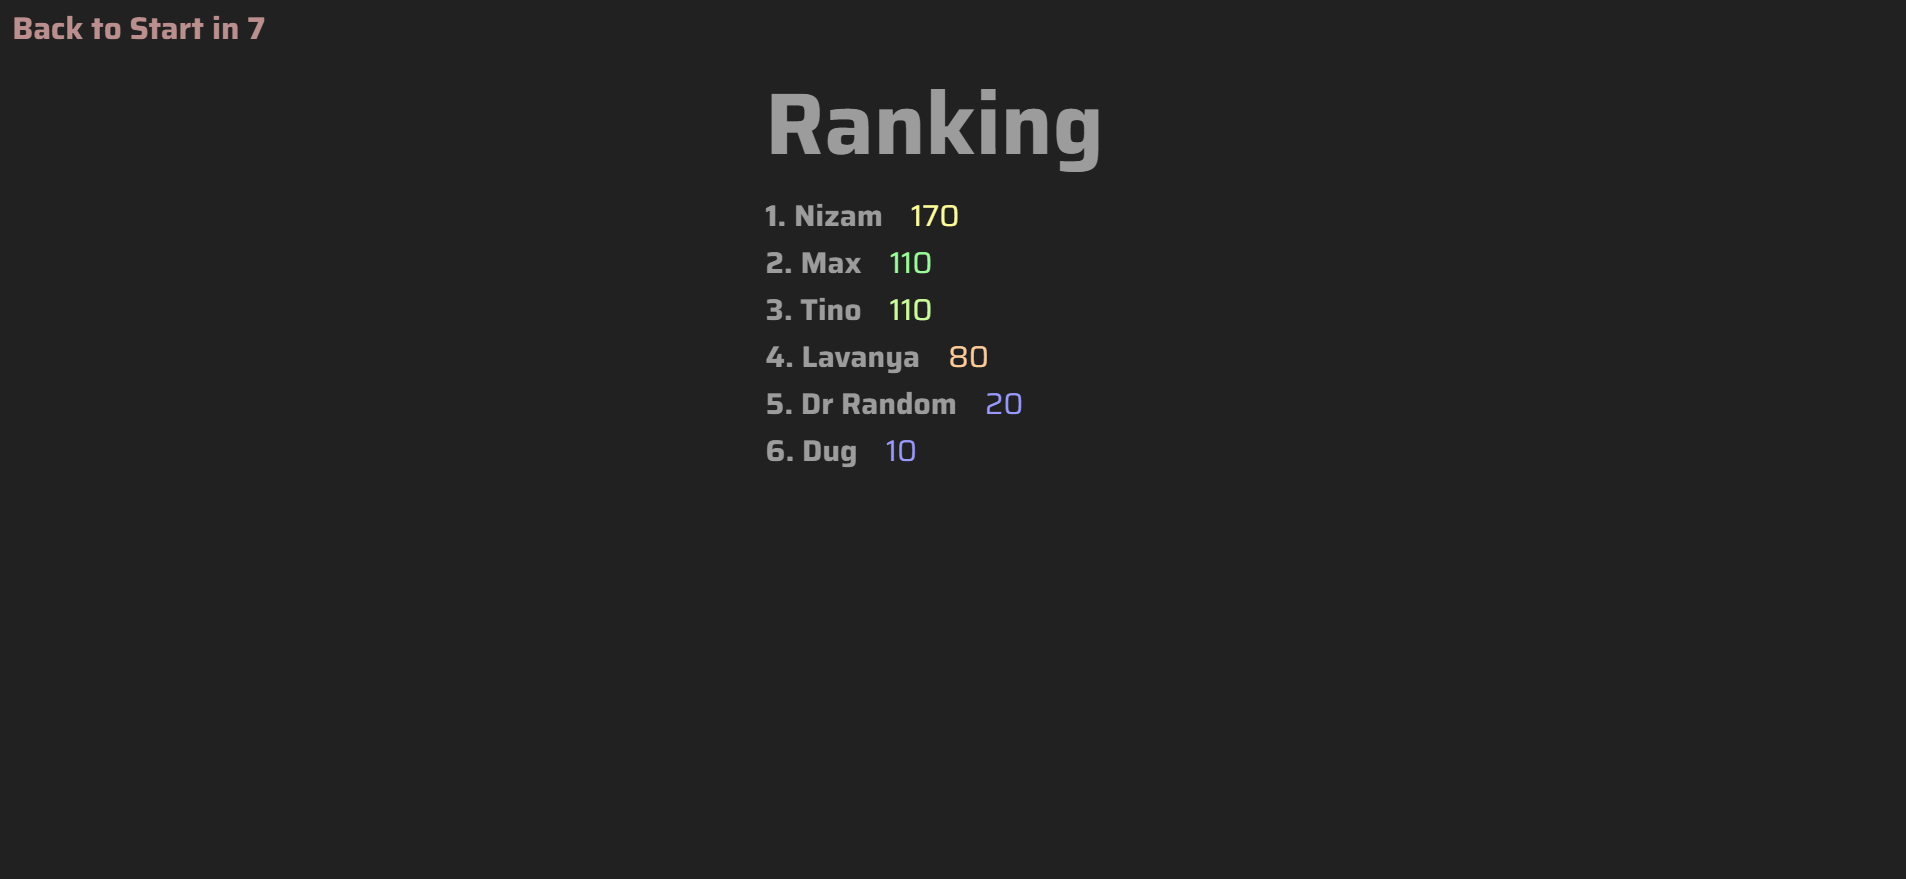 Back to Start in 7
Ranking
1. Nizam 170
2. Max 110
3. Tino 110
4. Lavanya 80
5. Dr Random 20
6. Dug 10